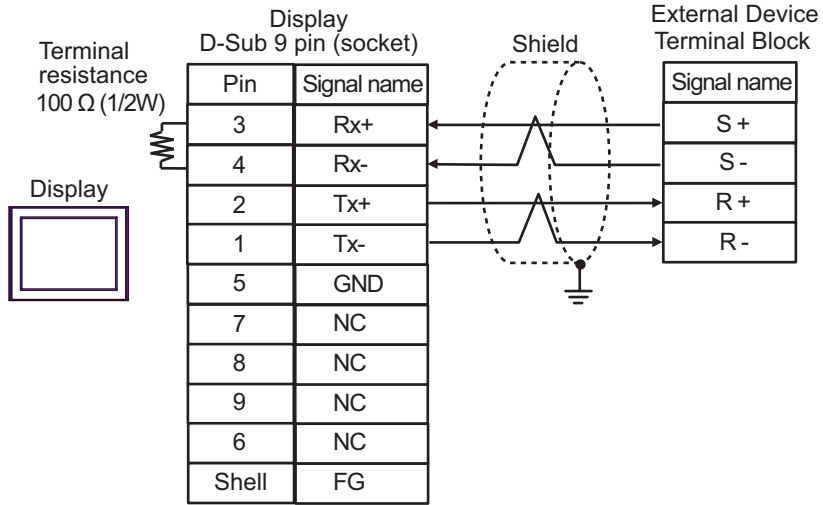 Display
D-Sub 9 pin (socket)
Shield
External Device
Terminal Block
Terminal
resistance
100 Ω (1/2W)
Pin Signal name
Signal name
3 Rx+
S +
4 Rx-
S -
2 Tx+
R +
Display
1 Tx-
R -
5 GND
7 NC
8 NC
9 NC
6 NC
Shell FG